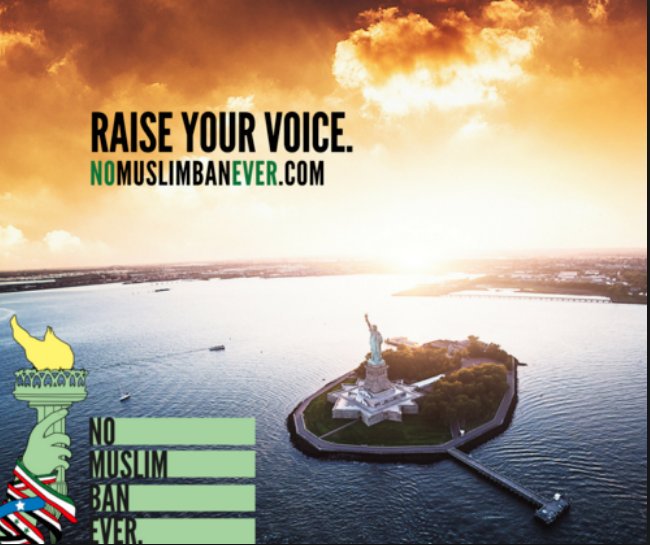 RAISE YOUR VOICE.
NOMUSLIMBANEVER.COM
NO
MUSLIM
BAN
EVER.